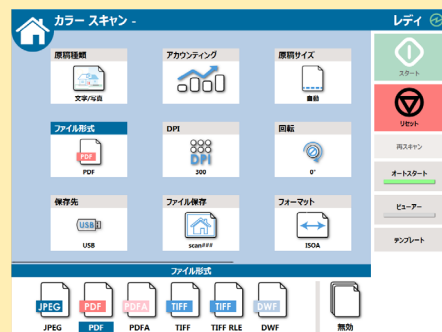 カラー スキャン -
レディ
原稿種類
アカウンティング
原稿サイズ
文字/写真
自動
スタート
リセット
ファイル形式
DPI
回転
PDF
DPI
PDF
300
0°
再スキャン
オートスタート
保存先
ファイル保存
フォーマット
USB
USB
scan###
ISOA
ビューアー
テンプレート
ファイル形式
JPEG
PDF
PDFA
TIFF
TIFF
DWF
JPEG
PDF
PDFA
TIFF
TIFF RLE
DWF
無効